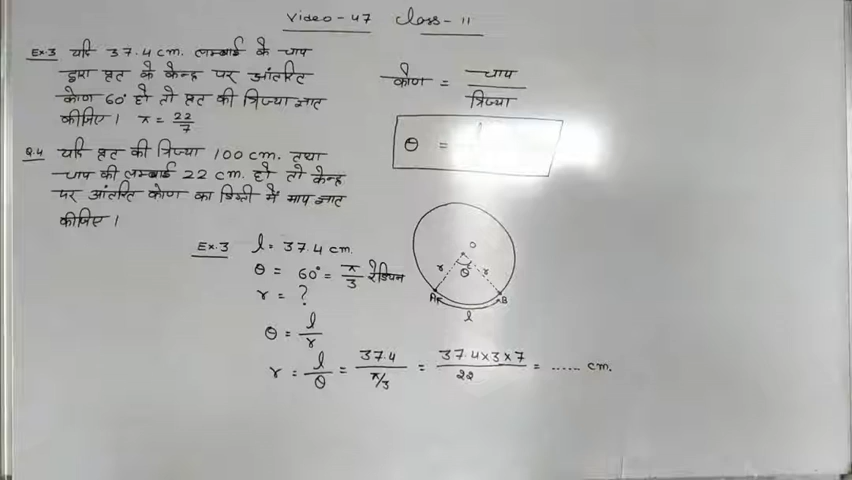 Video - 47 Class - 11
Ex.3 यदि 37.4 cm. लम्बाई के चाप
द्वारा वृत के केन्द्र पर आंतरित
कोण 60° हो तो वृत की त्रिज्या ज्ञात
कीजिए। π = 22/7
Q.4 यदि वृत की त्रिज्या 100 cm. तथा
चाप की लम्बाई 22 cm. हो तो केन्द्र
पर आंतरित कोण का डिग्री में माप ज्ञात
कीजिए।
कोण = चाप / त्रिज्या
θ = l
Ex.3 l = 37.4 cm.
θ = 60° = π/3 रेडियन
r = ?
θ = l/r
r = l/θ = 37.4 / π/3 = 37.4×3×7 / 22 = ...... cm.
O
r θ r
A B
l